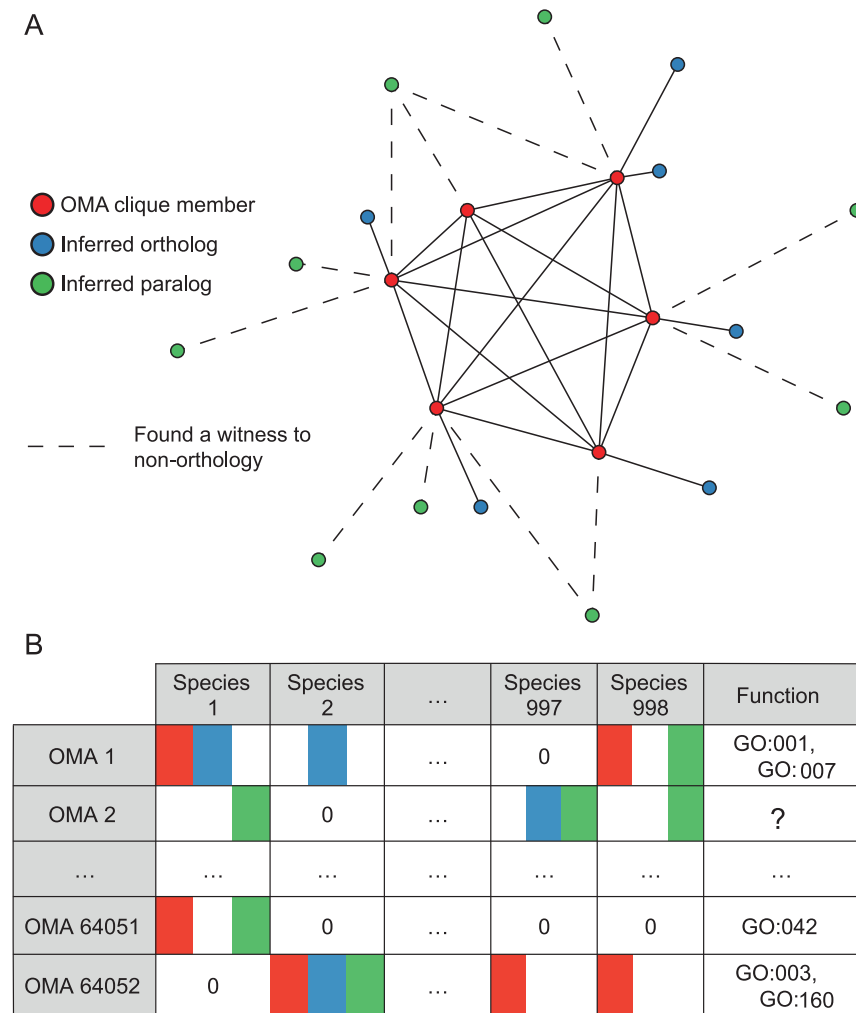 A
OMA clique member
Inferred ortholog
Inferred paralog
Found a witness to
non-orthology
B
Species 1 Species 2 ... Species 997 Species 998 Function
OMA 1 ... 0 GO:001, GO:007
OMA 2 0 ... ?
... ... ... ... ... ... ...
OMA 64051 0 ... 0 0 GO:042
OMA 64052 0 ... GO:003, GO:160